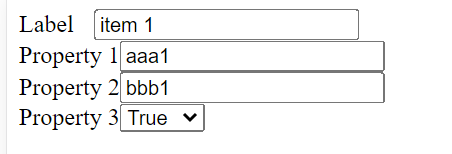 Label item 1
Property 1 aaa1
Property 2 bbb1
Property 3 True